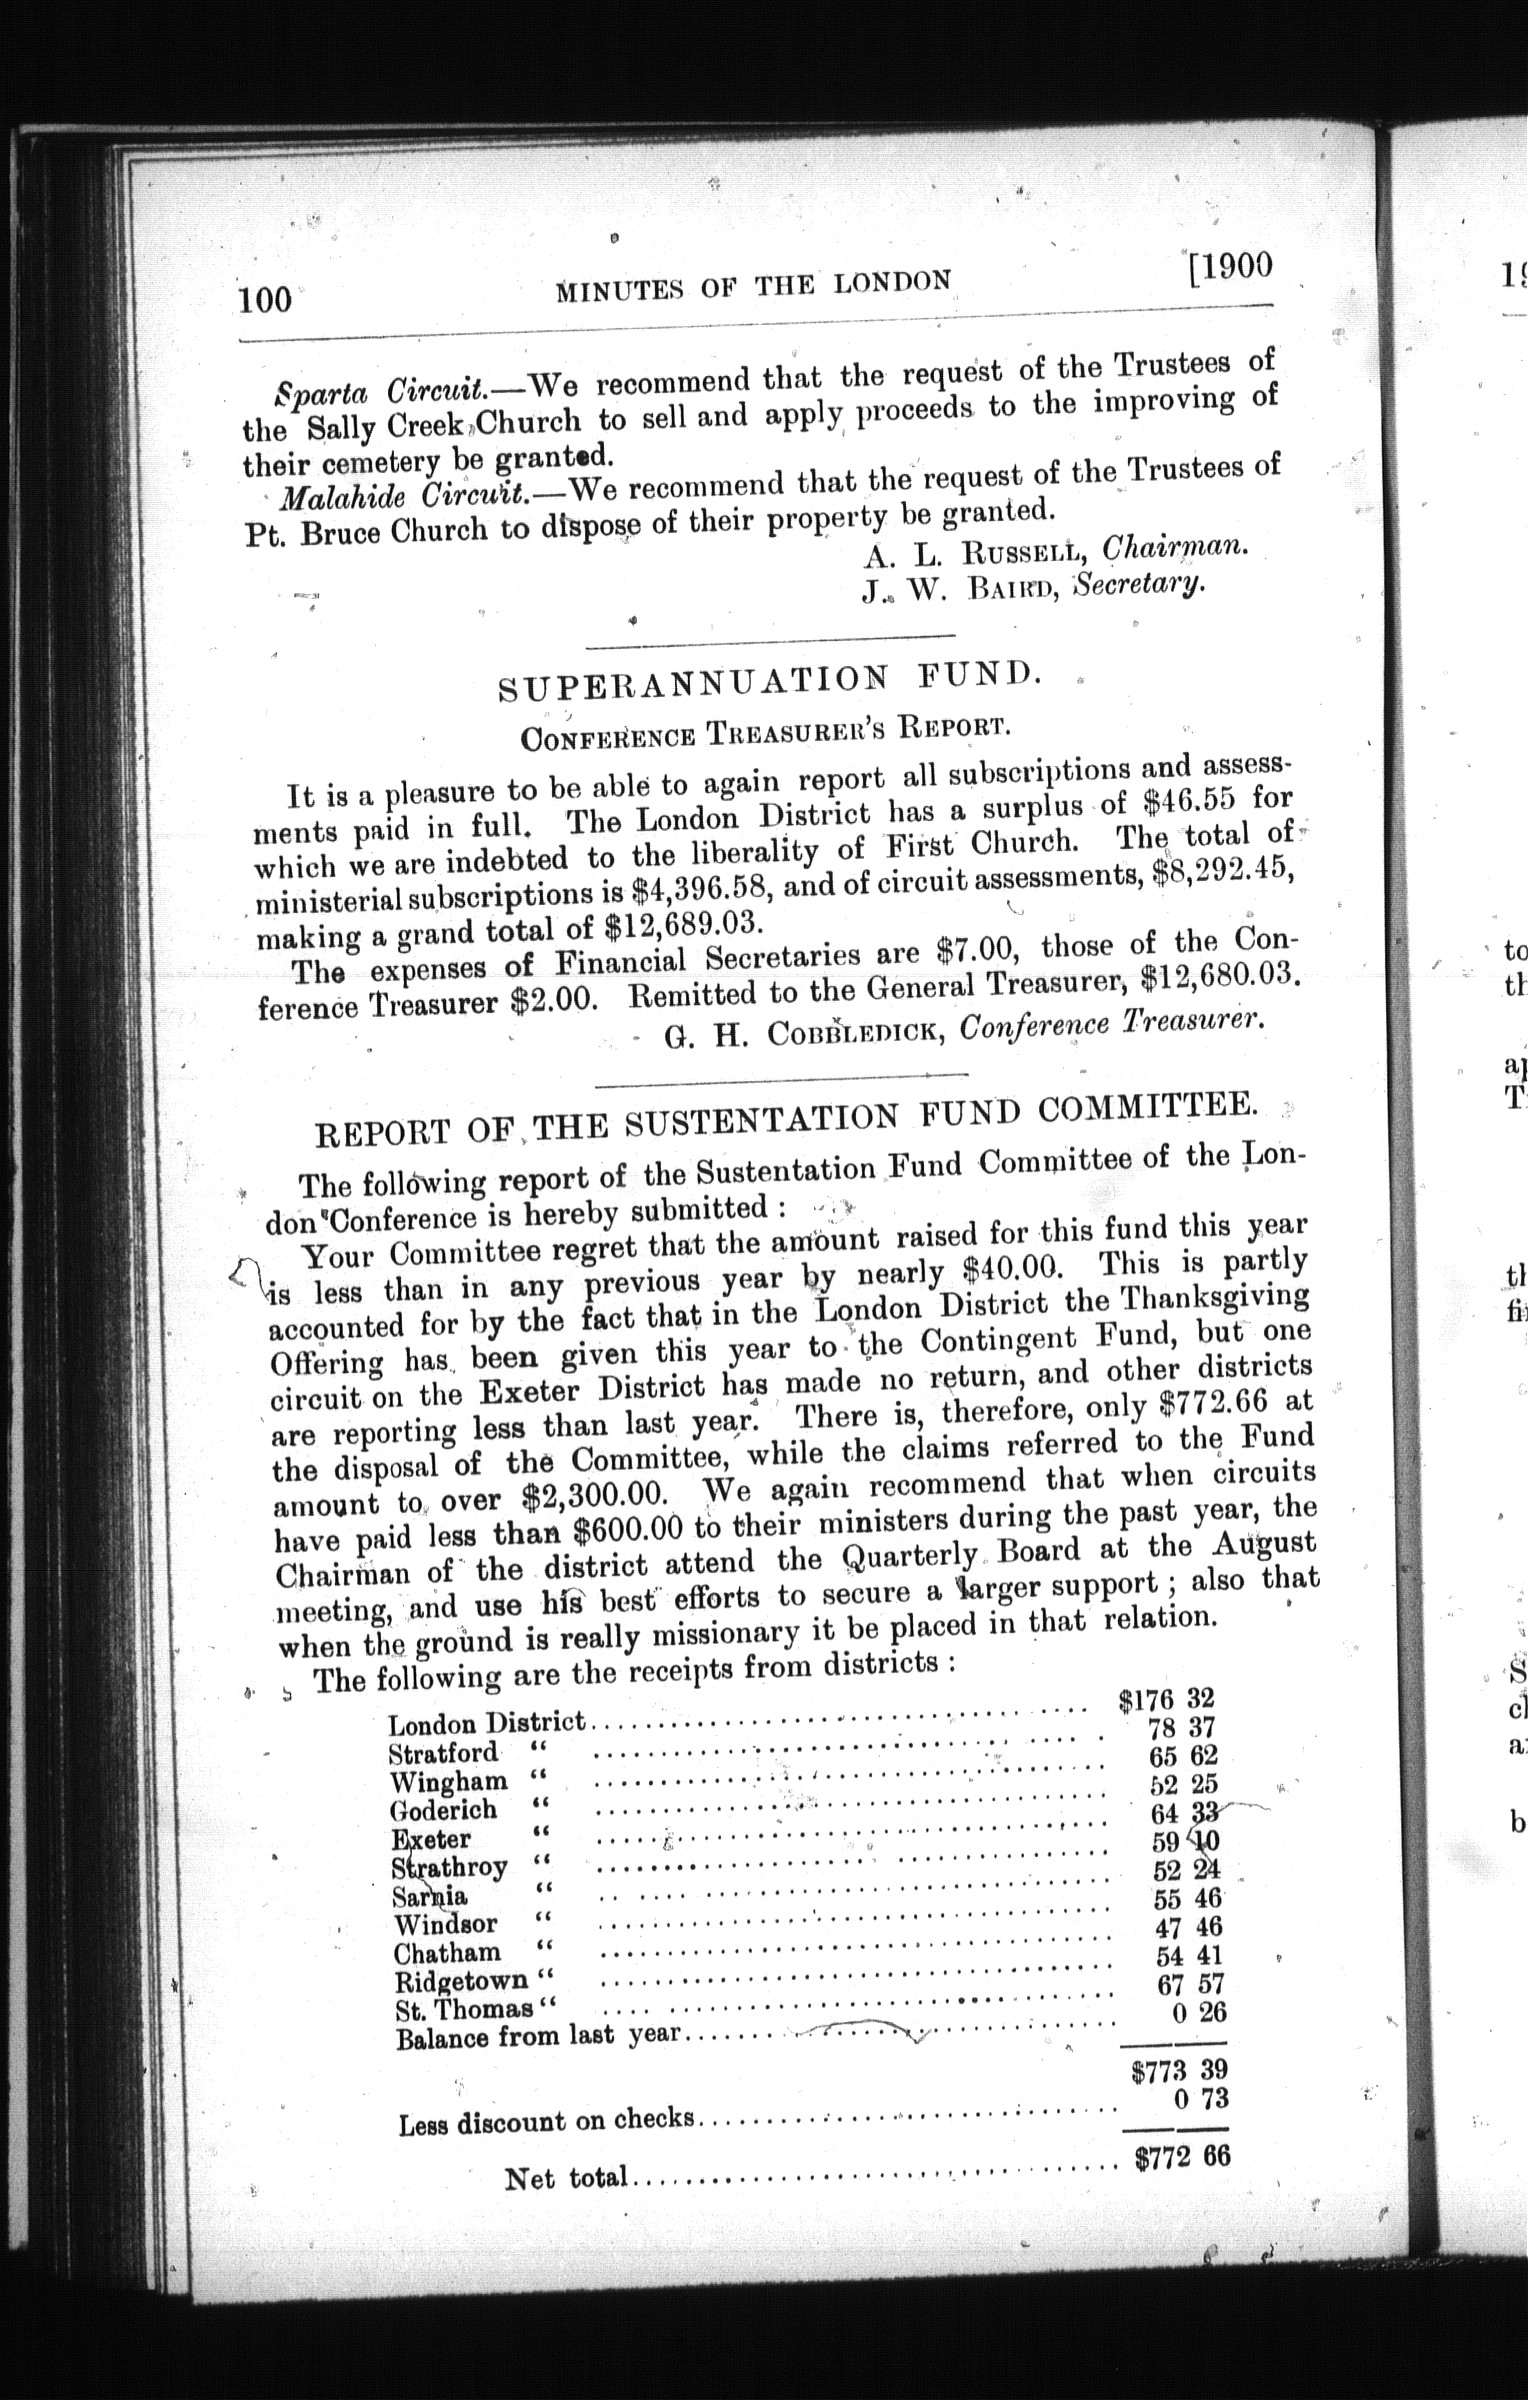 100 MINUTES OF THE LONDON [1900
Sparta Circuit.—We recommend that the request of the Trustees of
the Sally Creek Church to sell and apply proceeds to the improving of
their cemetery be granted.
Malahide Circuit.—We recommend that the request of the Trustees of
Pt. Bruce Church to dispose of their property be granted.
A. L. RUSSELL, Chairman.
J. W. BAIRD, Secretary.
SUPERANNUATION FUND.
CONFERENCE TREASURER'S REPORT.
It is a pleasure to be able to again report all subscriptions and assess-
ments paid in full. The London District has a surplus of $46.55 for
which we are indebted to the liberality of First Church. The total of
ministerial subscriptions is $4,396.58, and of circuit assessments, $8,292.45,
making a grand total of $12,689.03.
The expenses of Financial Secretaries are $7.00, those of the Con-
ference Treasurer $2.00. Remitted to the General Treasurer, $12,680.03.
G. H. COBBLEDICK, Conference Treasurer.
REPORT OF THE SUSTENTATION FUND COMMITTEE.
The following report of the Sustentation Fund Committee of the Lon-
don Conference is hereby submitted :
Your Committee regret that the amount raised for this fund this year
is less than in any previous year by nearly $40.00. This is partly
accounted for by the fact that in the London District the Thanksgiving
Offering has been given this year to the Contingent Fund, but one
circuit on the Exeter District has made no return, and other districts
are reporting less than last year. There is, therefore, only $772.66 at
the disposal of the Committee, while the claims referred to the Fund
amount to over $2,300.00. We again recommend that when circuits
have paid less than $600.00 to their ministers during the past year, the
Chairman of the district attend the Quarterly Board at the August
meeting, and use his best efforts to secure a larger support ; also that
when the ground is really missionary it be placed in that relation.
The following are the receipts from districts :
London District........................................ $176 32
Stratford " ........................................ 78 37
Wingham " ........................................ 65 62
Goderich " ........................................ 52 25
Exeter " ........................................ 64 33
Strathroy " ........................................ 59 10
Sarnia " ........................................ 52 24
Windsor " ........................................ 55 46
Chatham " ........................................ 47 46
Ridgetown " ........................................ 54 41
St. Thomas " ........................................ 67 57
Balance from last year................................ 0 26
$773 39
Less discount on checks................................ 0 73
Net total.................................... $772 66